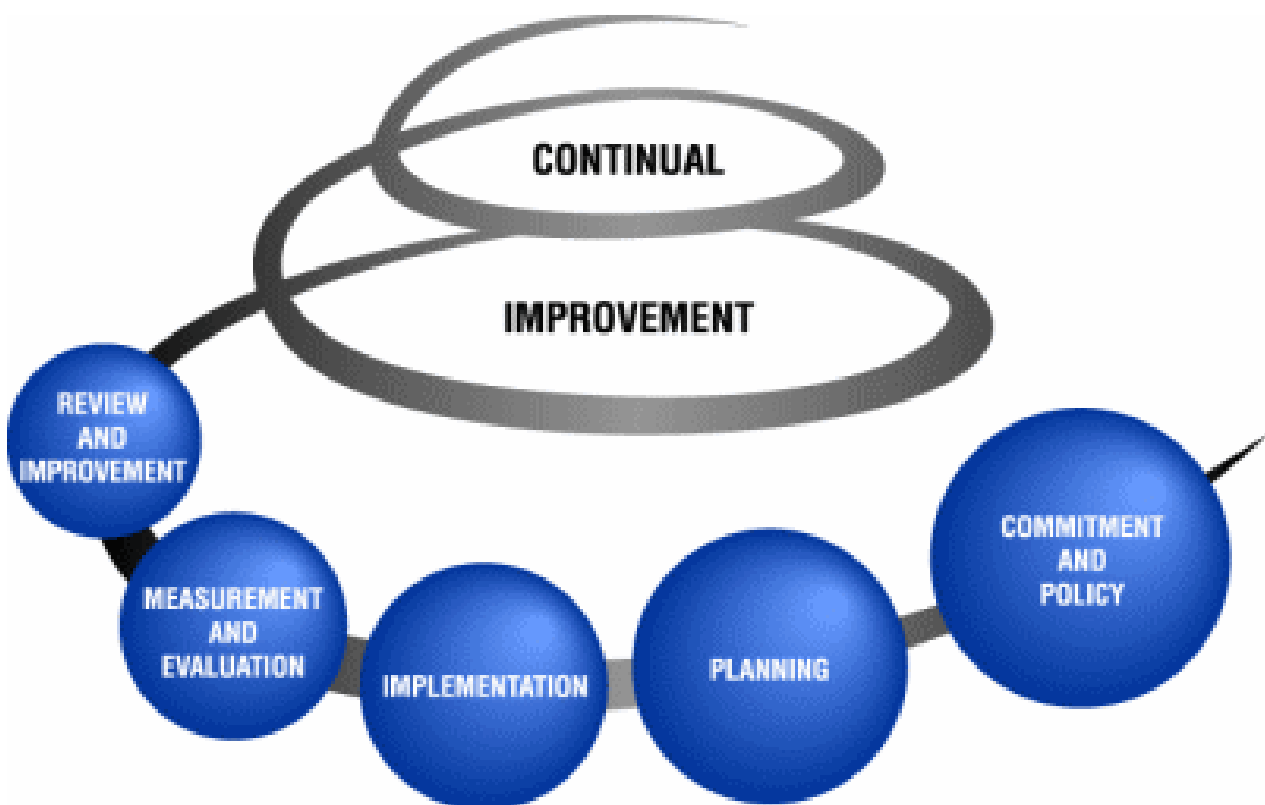 CONTINUAL
IMPROVEMENT
REVIEW
AND
IMPROVEMENT
MEASUREMENT
AND
EVALUATION
IMPLEMENTATION
PLANNING
COMMITMENT
AND
POLICY